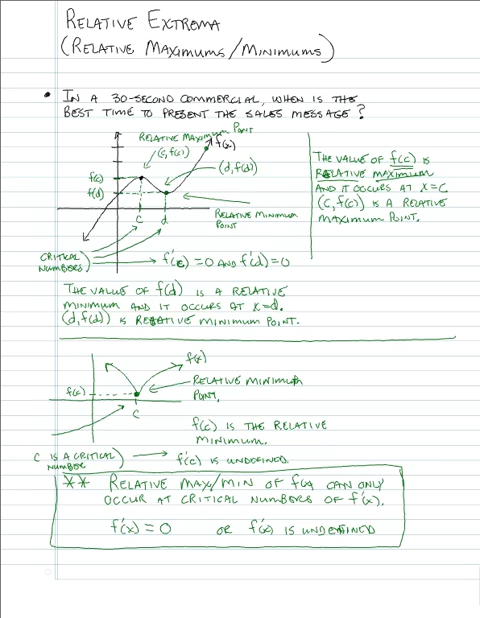 RELATIVE EXTREMA
(RELATIVE MAXIMUMS/MINIMUMS)
• IN A 30-SECOND COMMERCIAL, WHEN IS THE
BEST TIME TO PRESENT THE SALES MESSAGE?
RELATIVE MAXIMUM POINT
(c, f(c))
f(x)
(d, f(d))
f(c)
f(d)
c
d
RELATIVE MINIMUM
POINT
THE VALUE OF f(c) IS
RELATIVE MAXIMUM
AND IT OCCURS AT X=C
(c, f(c)) IS A RELATIVE
MAXIMUM POINT.
CRITICAL
NUMBERS
f'(c) = 0 AND f'(d) = 0
THE VALUE OF f(d) IS A RELATIVE
MINIMUM AND IT OCCURS AT X=d.
(d, f(d)) IS RELATIVE MINIMUM POINT.
f(x)
f(c)
RELATIVE MINIMUM
POINT.
c
f(c) IS THE RELATIVE
MINIMUM.
C IS A CRITICAL
NUMBER
f'(c) IS UNDEFINED
** RELATIVE MAX/MIN OF f(x) CAN ONLY
OCCUR AT CRITICAL NUMBERS OF f'(x).
f'(x) = 0 OR f'(x) IS UNDEFINED